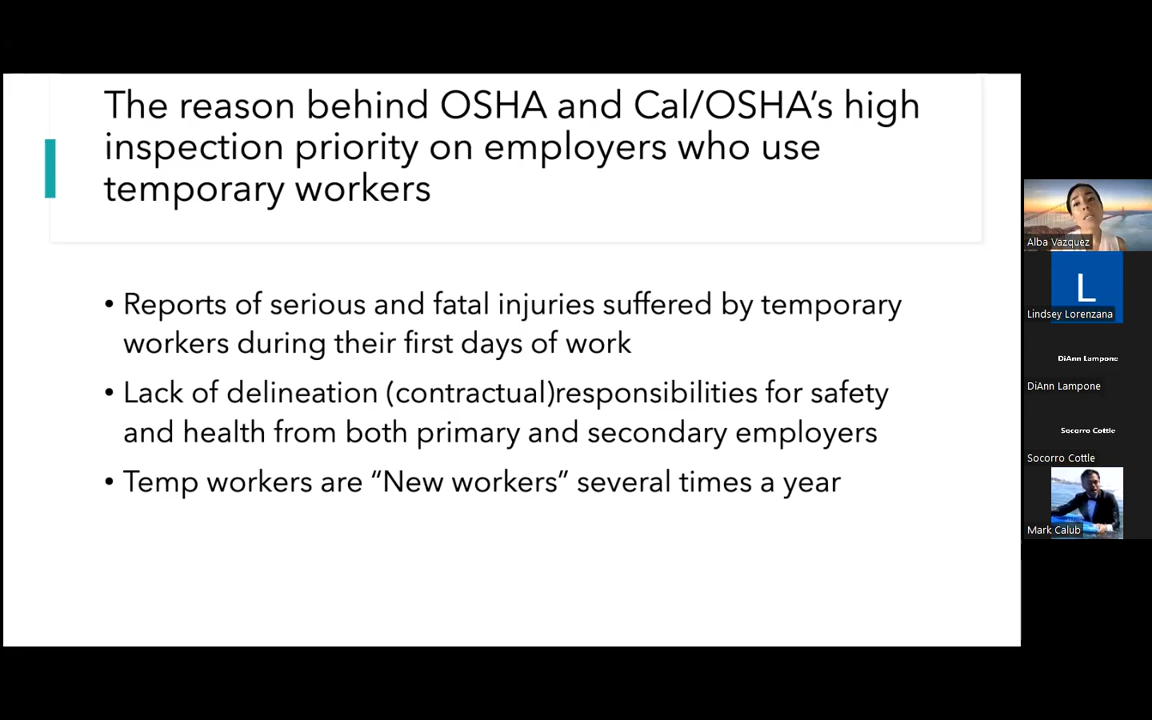 The reason behind OSHA and Cal/OSHA's high
inspection priority on employers who use
temporary workers
• Reports of serious and fatal injuries suffered by temporary
workers during their first days of work
• Lack of delineation (contractual)responsibilities for safety
and health from both primary and secondary employers
• Temp workers are “New workers” several times a year
Alba Vazquez
L
Lindsey Lorenzana
DiAnn Lampone
DiAnn Lampone
Socorro Cottle
Socorro Cottle
Mark Calub